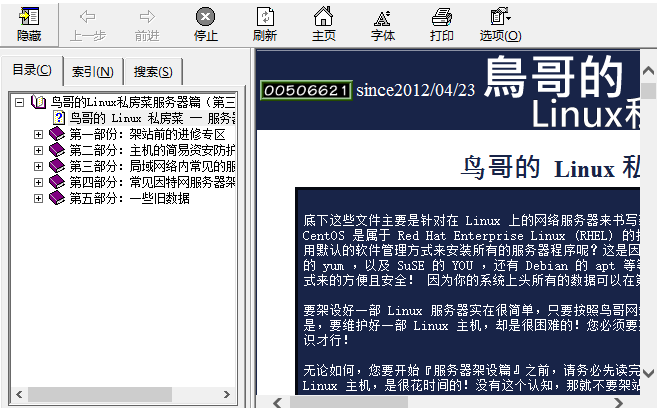 隐藏 上一步 前进 停止 刷新 主页 字体 打印 选项(O)
目录(C) 索引(N) 搜索(S)
鸟哥的Linux私房菜服务器篇（第三
鸟哥的 Linux 私房菜 — 服务器
第一部份：架站前的进修专区
第二部分：主机的简易资安防护
第三部分：局域网络内常见的服
第四部分：常见因特网服务器架
第五部分：一些旧数据
00506621 since2012/04/23 鳥哥的
Linux私
鸟哥的 Linux 私
底下这些文件主要是针对在 Linux 上的网络服务器来书写
CentOS 是属于 Red Hat Enterprise Linux (RHEL) 的
用默认的软件管理方式来安装所有的服务器程序呢？这是因
的 yum ，以及 SuSE 的 YOU ，还有 Debian 的 apt 等
式来的方便且安全！ 因为你的系统上头所有的数据可以在
要架设好一部 Linux 服务器实在很简单，只要按照鸟哥网
是，要维护好一部 Linux 主机，却是很困难的！您必须要
识才行！
无论如何，您要开始『服务器架设篇』之前，请务必先读完
Linux 主机，是很花时间的！没有这个认知，那就不要架